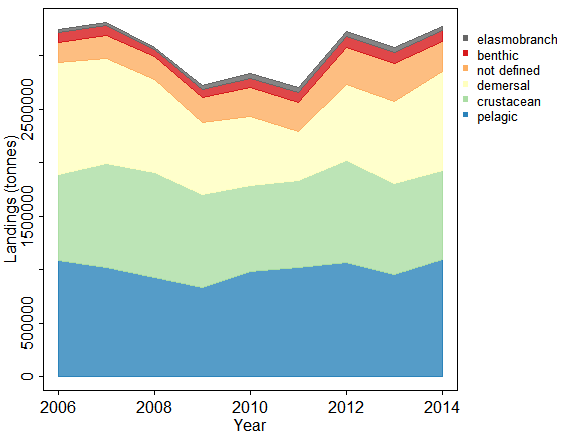 elasmobranch
benthic
not defined
demersal
crustacean
pelagic
Landings (tonnes)
2500000
1500000
500000
0
2006
2008
2010
2012
2014
Year